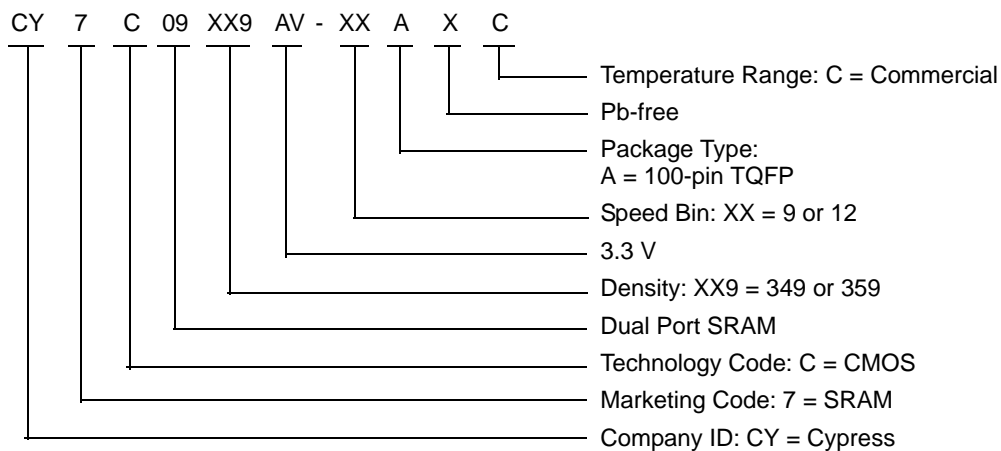 CY 7 C 09 XX9 AV - XX A X C
Temperature Range: C = Commercial
Pb-free
Package Type:
A = 100-pin TQFP
Speed Bin: XX = 9 or 12
3.3 V
Density: XX9 = 349 or 359
Dual Port SRAM
Technology Code: C = CMOS
Marketing Code: 7 = SRAM
Company ID: CY = Cypress